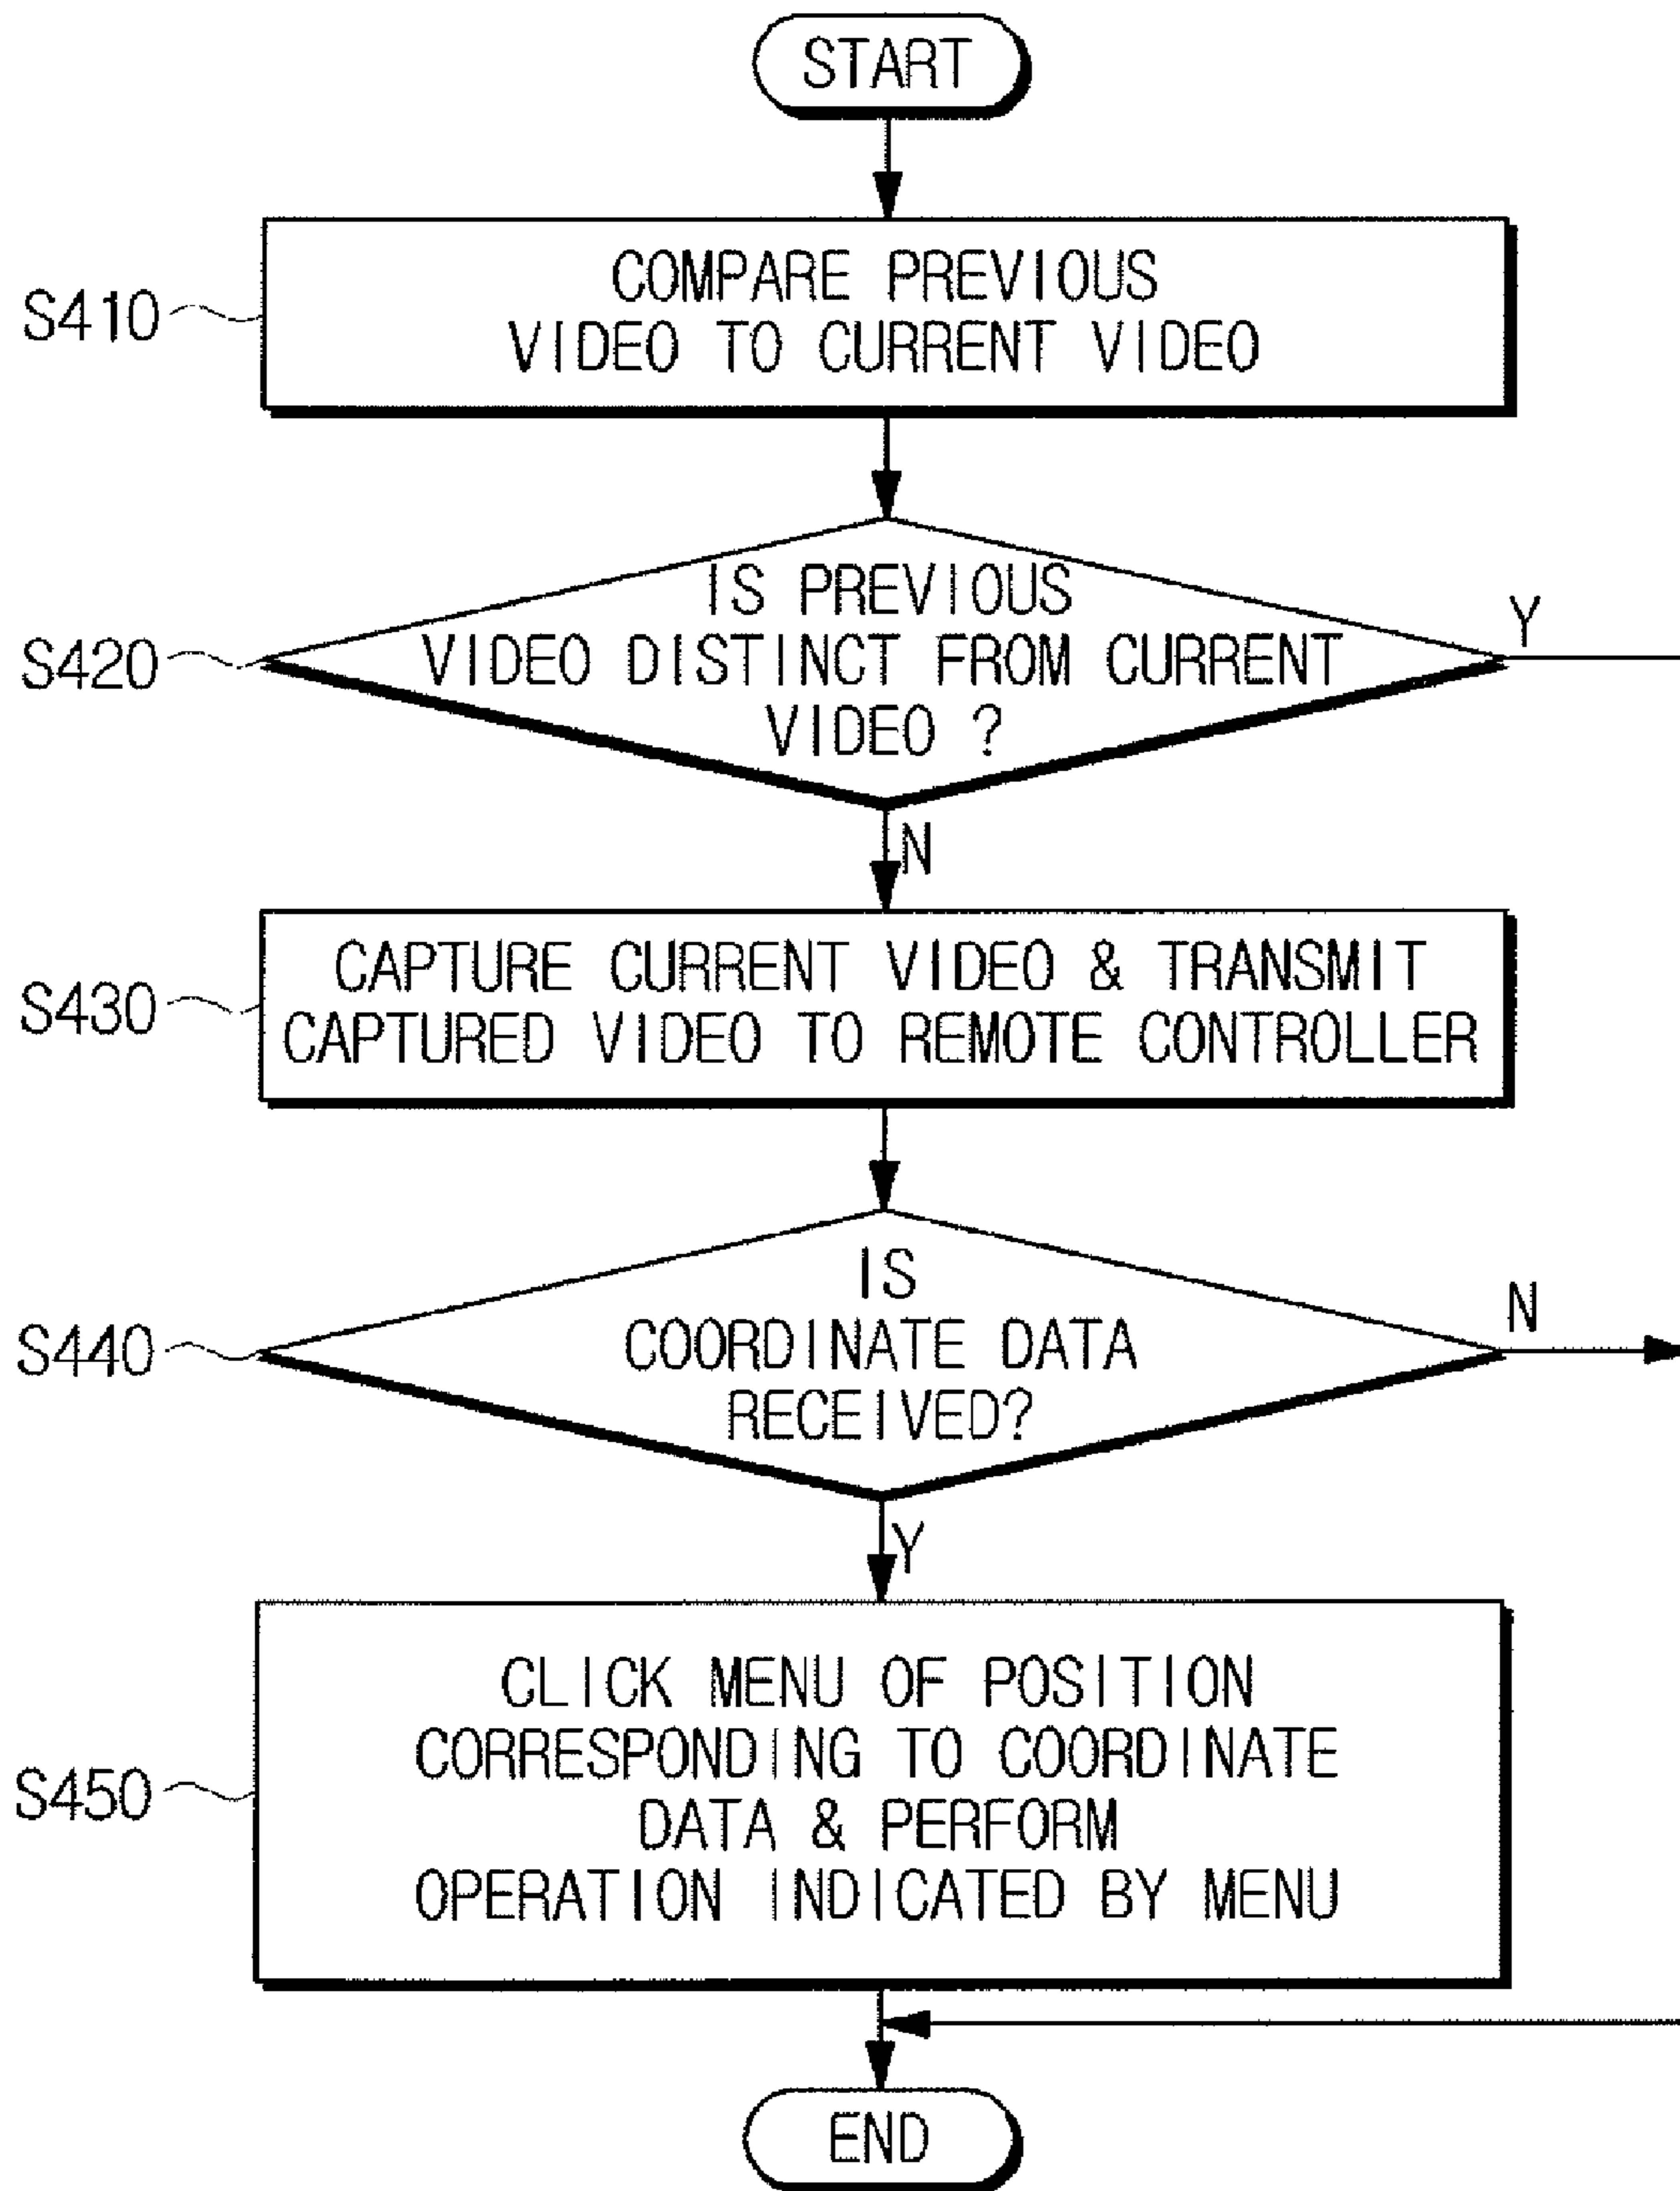 START
S410
COMPARE PREVIOUS
VIDEO TO CURRENT VIDEO
S420
IS PREVIOUS
VIDEO DISTINCT FROM CURRENT
VIDEO ?
Y
N
S430
CAPTURE CURRENT VIDEO & TRANSMIT
CAPTURED VIDEO TO REMOTE CONTROLLER
S440
IS
COORDINATE DATA
RECEIVED?
N
Y
S450
CLICK MENU OF POSITION
CORRESPONDING TO COORDINATE
DATA & PERFORM
OPERATION INDICATED BY MENU
END